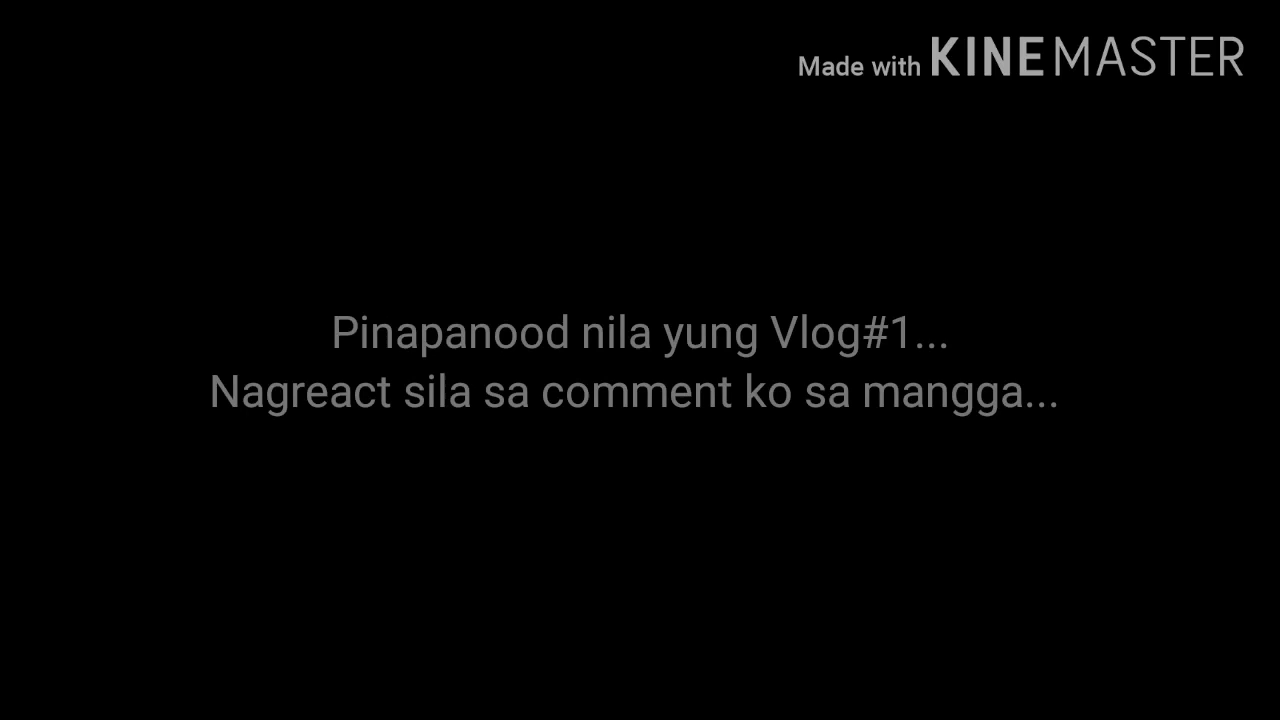 Made with KINEMASTER
Pinapanood nila yung Vlog#1...
Nagreact sila sa comment ko sa mangga...